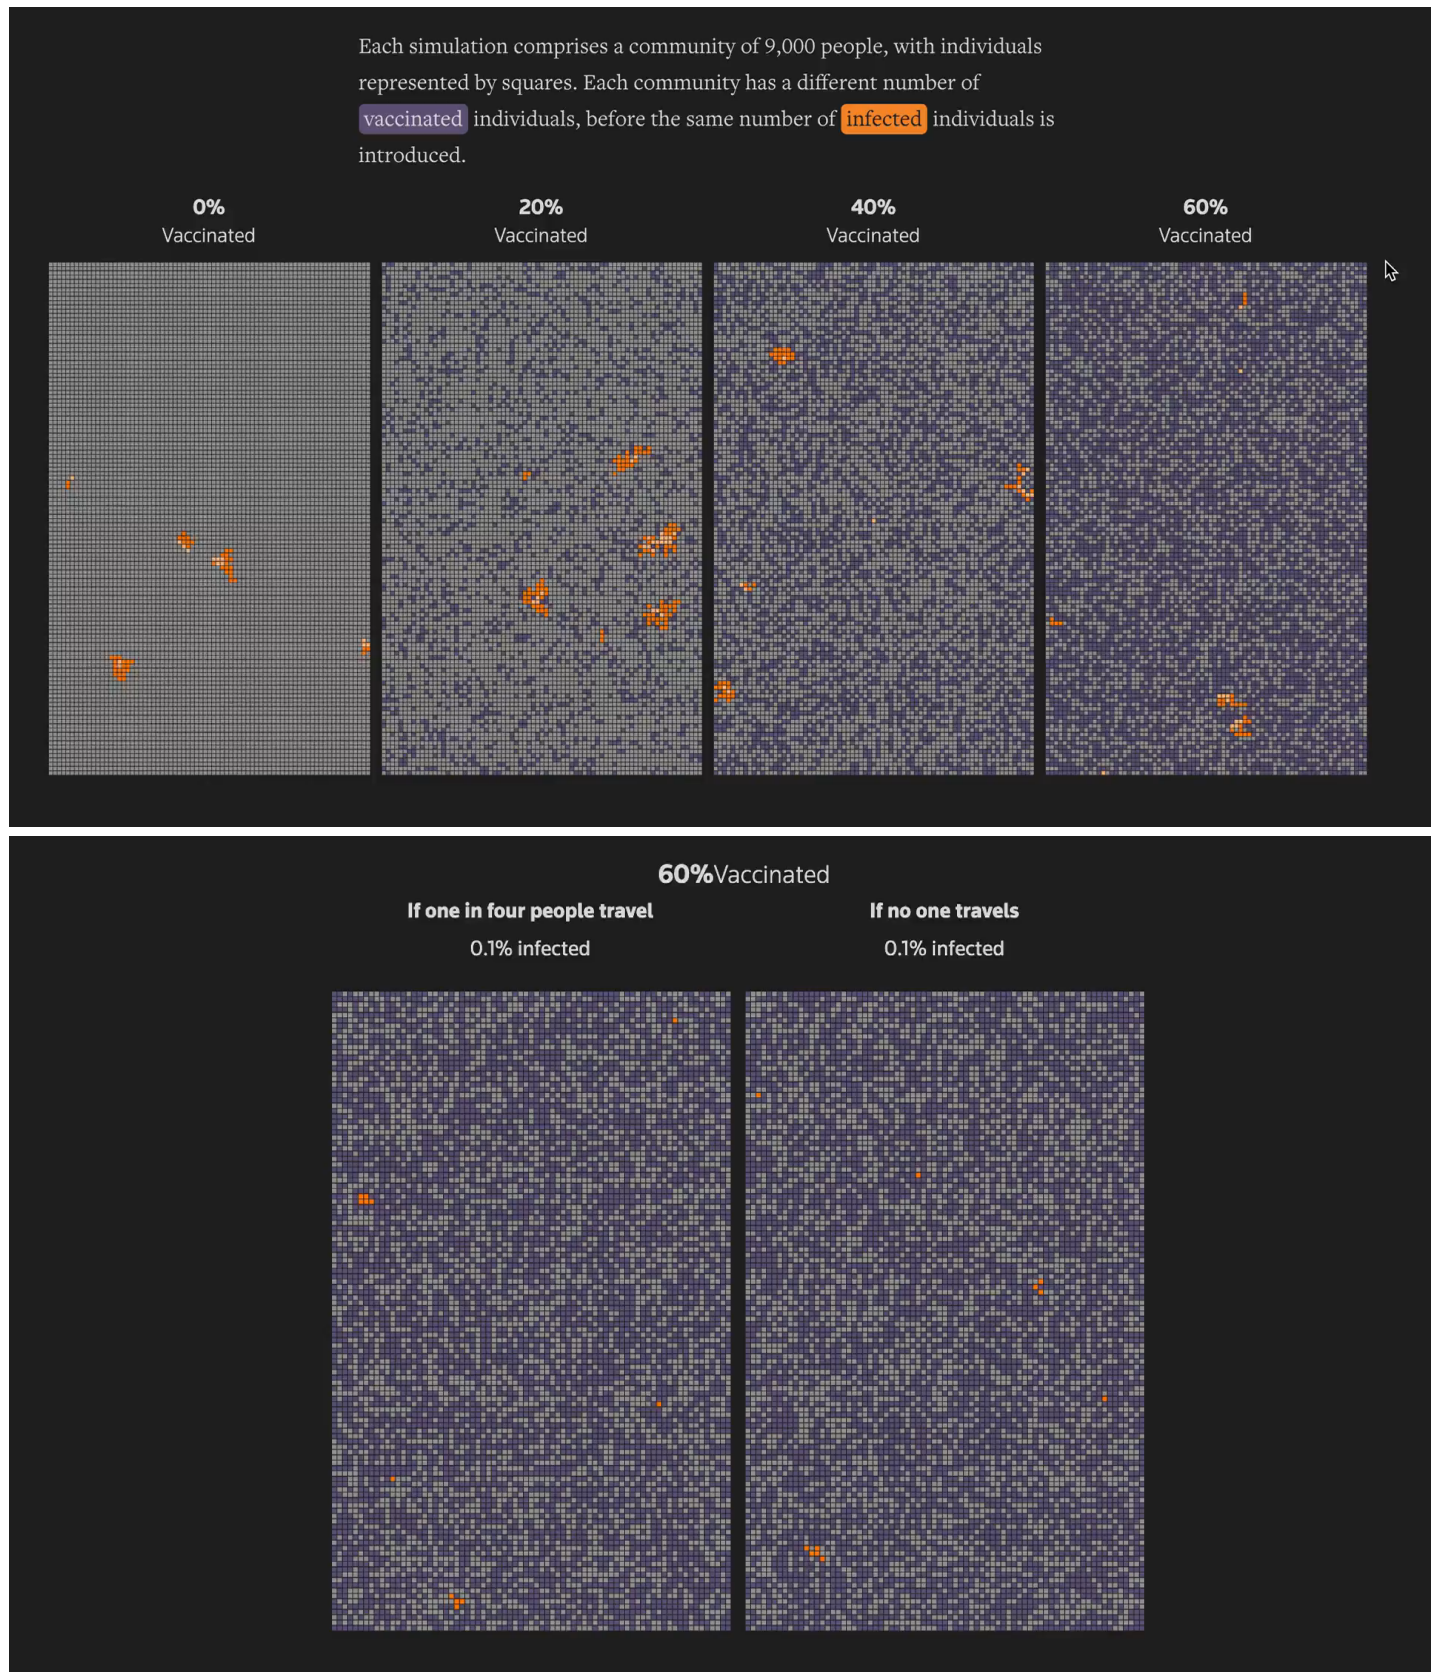 Each simulation comprises a community of 9,000 people, with individuals
represented by squares. Each community has a different number of
vaccinated individuals, before the same number of infected individuals is
introduced.
0% 20% 40% 60%
Vaccinated Vaccinated Vaccinated Vaccinated
60%Vaccinated
If one in four people travel If no one travels
0.1% infected 0.1% infected